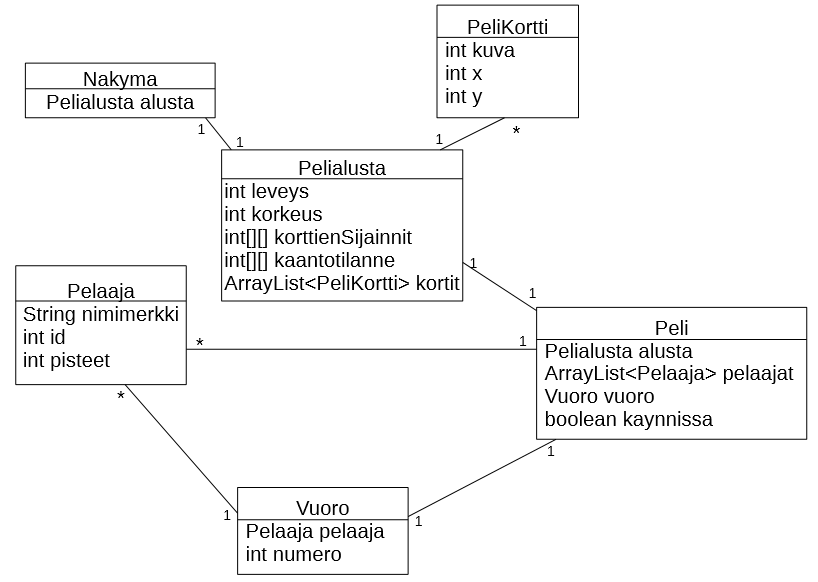 PeliKortti
int kuva
int x
int y
Nakyma
Pelialusta alusta
1
1
1
*
Pelialusta
int leveys
int korkeus
int[][] korttienSijainnit
int[][] kaantotilanne
ArrayList<PeliKortti> kortit
1
1
Pelaaja
String nimimerkki
int id
int pisteet
*
1
Peli
Pelialusta alusta
ArrayList<Pelaaja> pelaajat
Vuoro vuoro
boolean kaynnissa
*
1
1
1
Vuoro
Pelaaja pelaaja
int numero